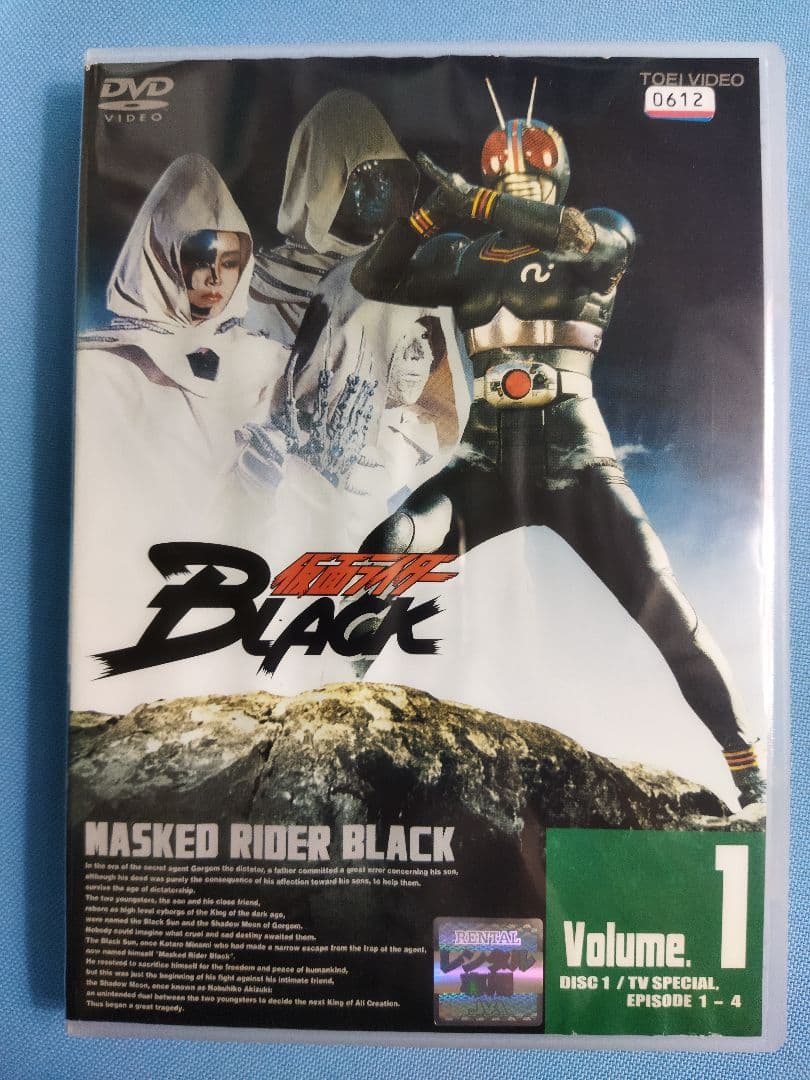 DVD
VIDEO
TOEI VIDEO
0612
仮面ライダー
BLACK
MASKED RIDER BLACK
In the era of the secret agent Gorgom the dictator, a father committed a great error concerning his son,
although his deed was purely the consequence of his affection toward his sons, to help them.
survive the age of dictatorship.
The two youngsters, the son and his close friend,
reborn as high level cyborgs of the King of the dark age,
were named the Black Sun and the Shadow Moon of Gorgom.
Nobody could imagine what cruel and sad destiny awaited them.
The Black Sun, once Kotaro Minami who had made a narrow escape from the trap of the agent,
now named himself "Masked Rider Black".
He resolved to sacrifice himself for the freedom and peace of humankind,
but this was just the beginning of his fight against his intimate friend,
the Shadow Moon, once known as Nobuhiko Akizuki:
an unintended duel between the two youngsters to decide the next King of All Creation.
Thus began a great tragedy.
RENTAL
レンタル
JVA
Volume. 1
DISC 1 / TV SPECIAL,
EPISODE 1 – 4